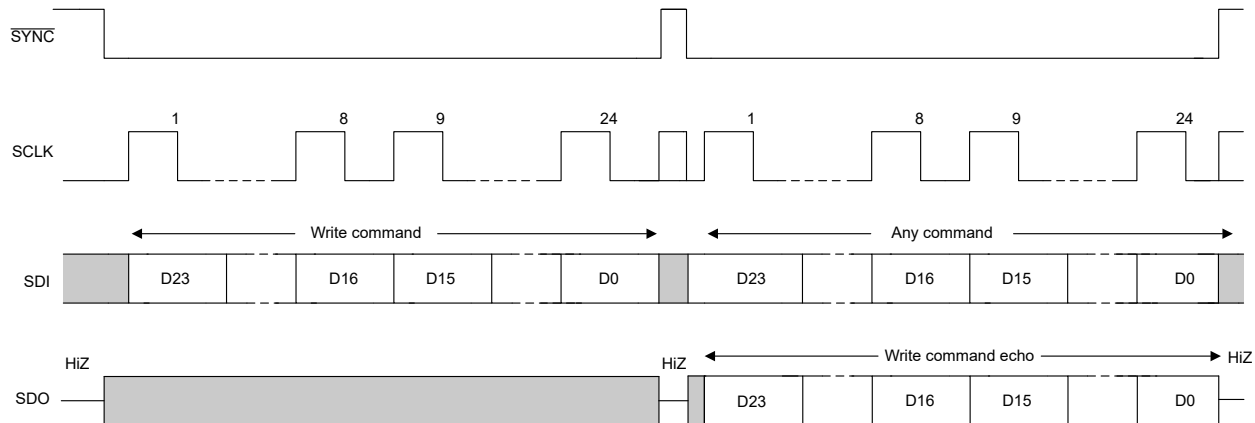 SYNC
1 8 9 24 1 8 9 24
SCLK
Write command Any command
SDI D23 D16 D15 D0 D23 D16 D15 D0
HiZ HiZ Write command echo HiZ
SDO D23 D16 D15 D0